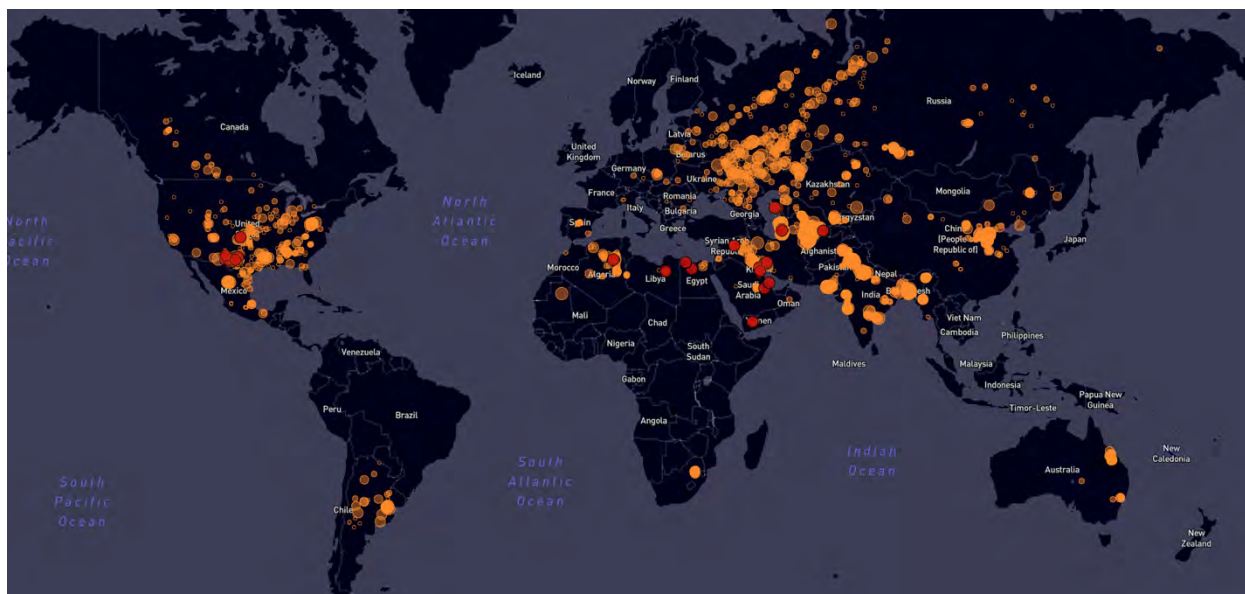 Iceland
Norway
Finland
Russia
Canada
Latvia
United
Kingdom
Belarus
Germany
Ukraine
Kazakhstan
Mongolia
France
Romania
North
Atlantic
Ocean
Italy
Bulgaria
Georgia
Spain
Greece
Japan
Republic of]
Syrian Arab
Afghanistan
Morocco
Algeria
Libya
Egypt
Pakistan
Nepal
Mexico
Saudi
Arabia
India
Oman
Mali
Viet Nam
Chad
Cambodia
Philippines
Nigeria
South
Sudan
Venezuela
Maldives
Malaysia
Gabon
Indonesia
Papua New
Guinea
Peru
Brazil
Timor-Leste
Angola
Indian
Ocean
New
Caledonia
South
Atlantic
Ocean
Australia
South
Pacific
Ocean
Chile
New
Zealand